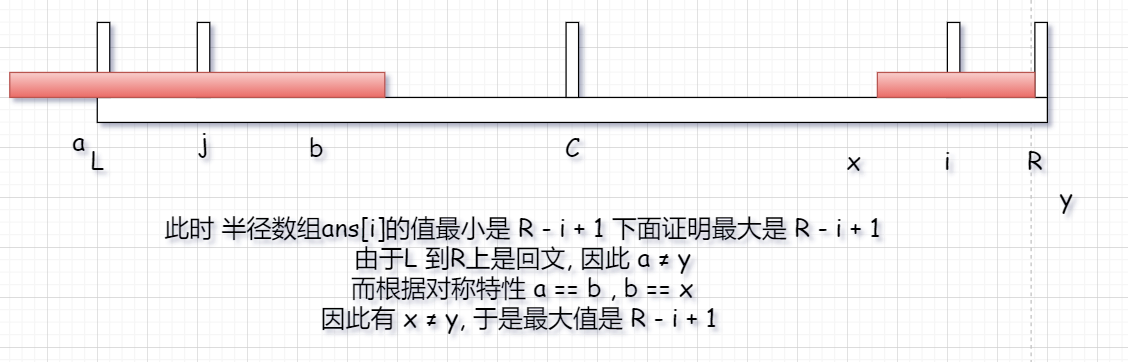 a L j b C x i R y
此时 半径数组ans[i]的值最小是 R - i + 1 下面证明最大是 R - i + 1
由于L 到R上是回文, 因此 a ≠ y
而根据对称特性 a == b , b == x
因此有 x ≠ y, 于是最大值是 R - i + 1